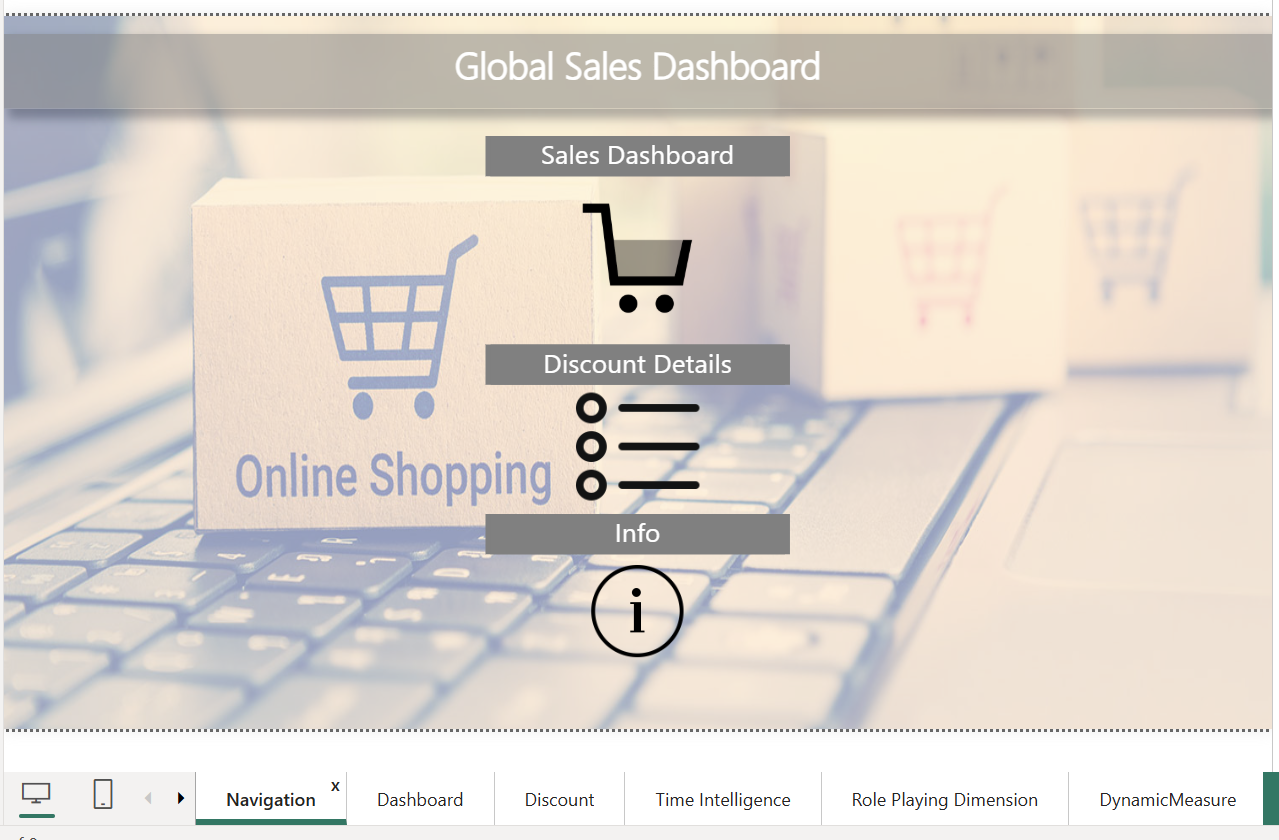 Global Sales Dashboard
Sales Dashboard
Discount Details
Online Shopping
Info
i
Navigation x Dashboard Discount Time Intelligence Role Playing Dimension DynamicMeasure